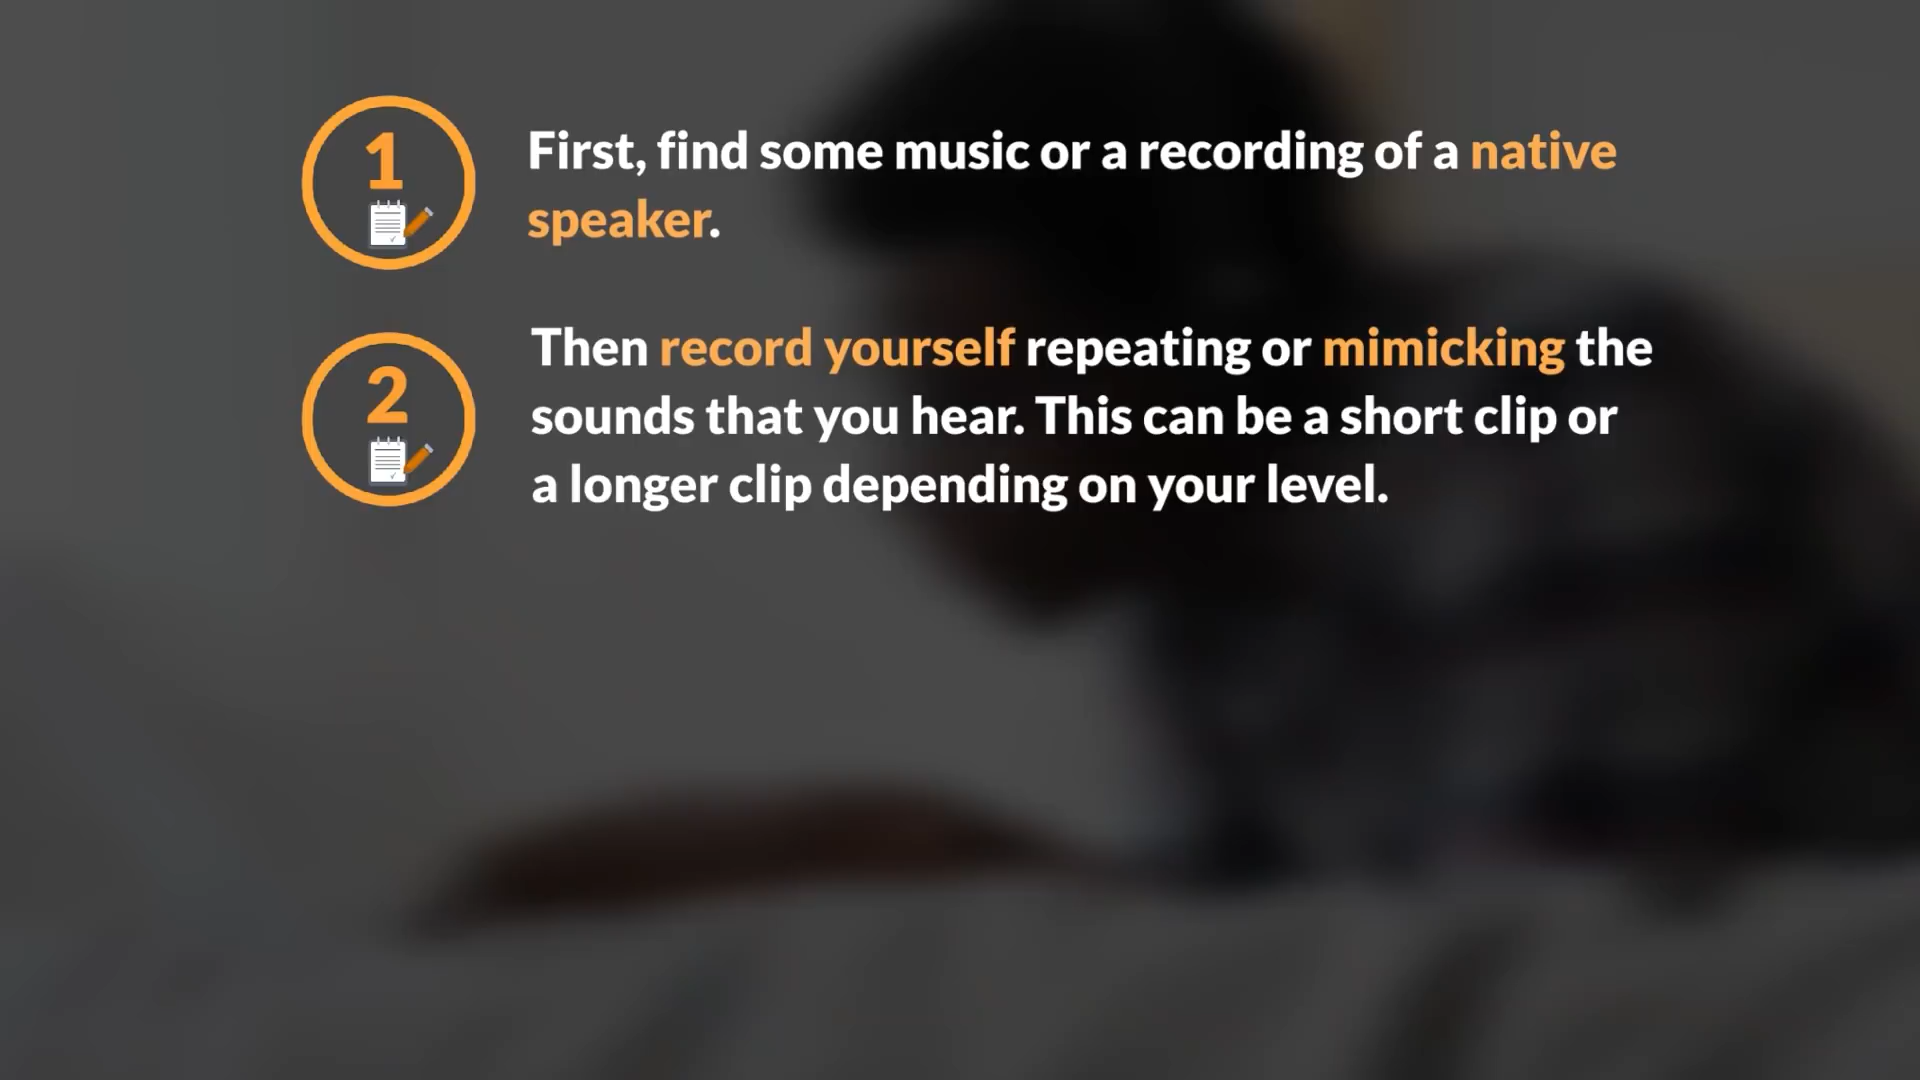 1
First, find some music or a recording of a native
speaker.
2
Then record yourself repeating or mimicking the
sounds that you hear. This can be a short clip or
a longer clip depending on your level.